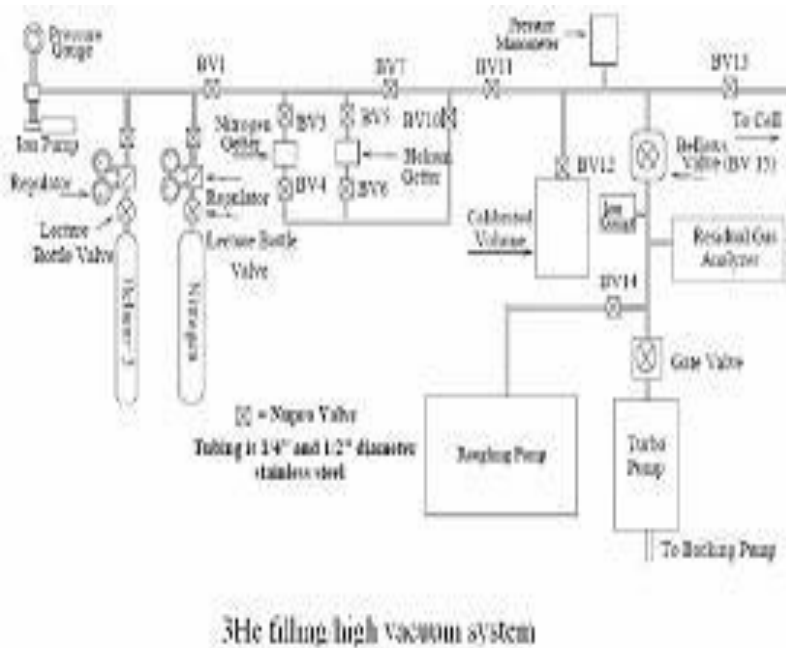 Pressure
Gauge
Ion Pump
Regulator
Lecture
Bottle Valve
Helium-3
BV1
Nitrogen
Getter
BV3
BV4
Regulator
Lecture Bottle
Valve
Nitrogen
BV7
BV5
BV6
Helium
Getter
BV10
BV11
Pressure
Manometer
BV13
To Cell
Bellows
Valve (BV 15)
BV12
Calibrated
Volume
Ion
Gauge
Residual Gas
Analyzer
BV14
Gate Valve
Roughing Pump
Turbo
Pump
To Backing Pump
= Nupro Valve
Tubing is 1/4" and 1/2" diameter
stainless steel
3He filling/high vacuum system